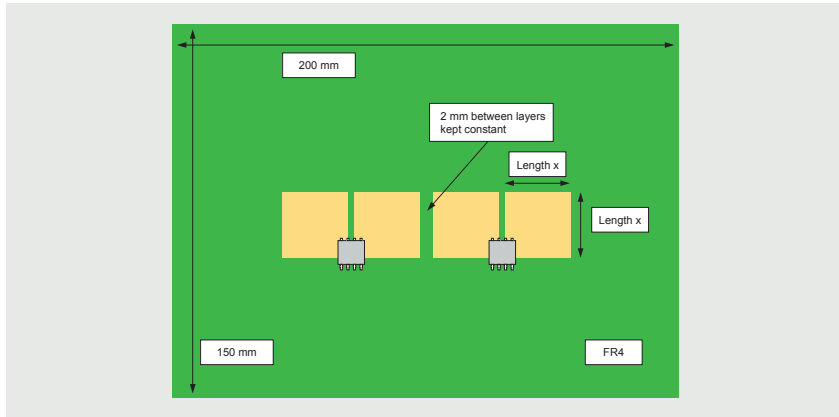 200 mm
2 mm between layers
kept constant
Length x
Length x
150 mm
FR4